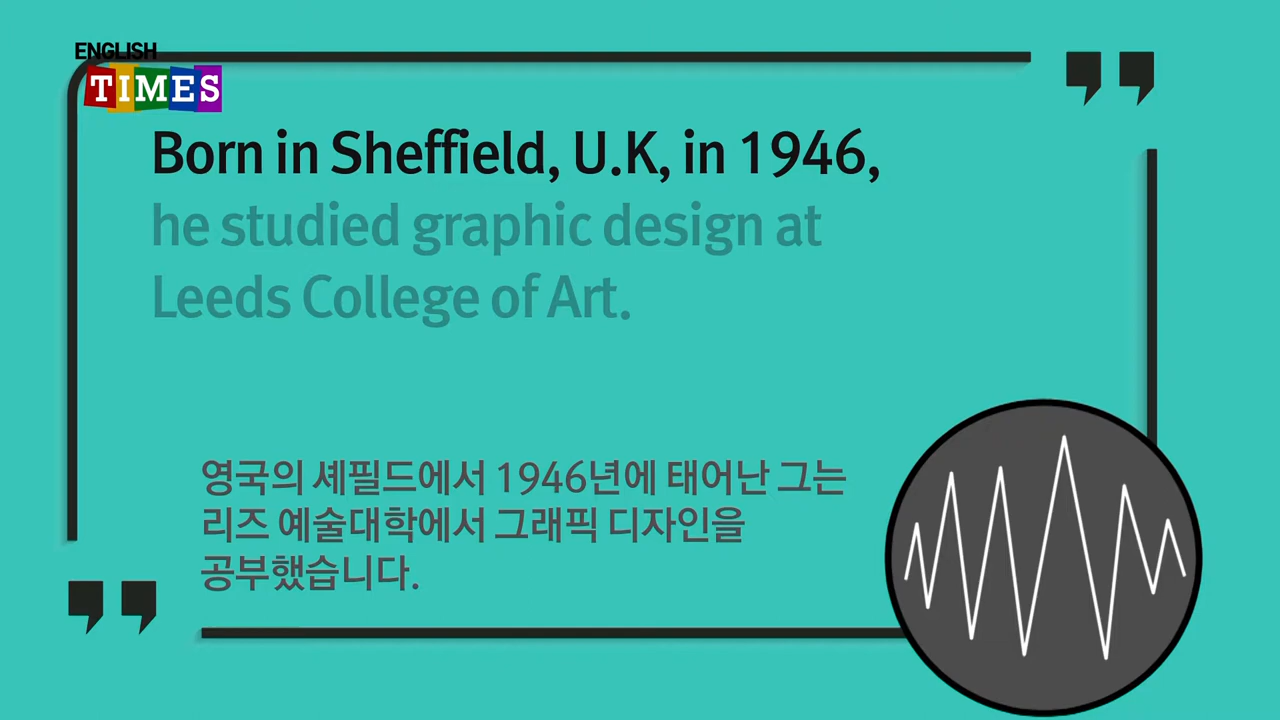 ENGLISH
TIMES
Born in Sheffield, U.K, in 1946,
he studied graphic design at
Leeds College of Art.
영국의 셰필드에서 1946년에 태어난 그는
리즈 예술대학에서 그래픽 디자인을
공부했습니다.